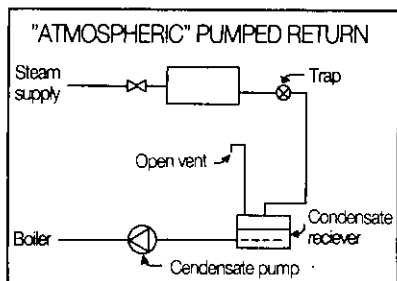 "ATMOSPHERIC" PUMPED RETURN
Steam
supply
Trap
Open vent
Condensate
reciever
Boiler
Cendensate pump